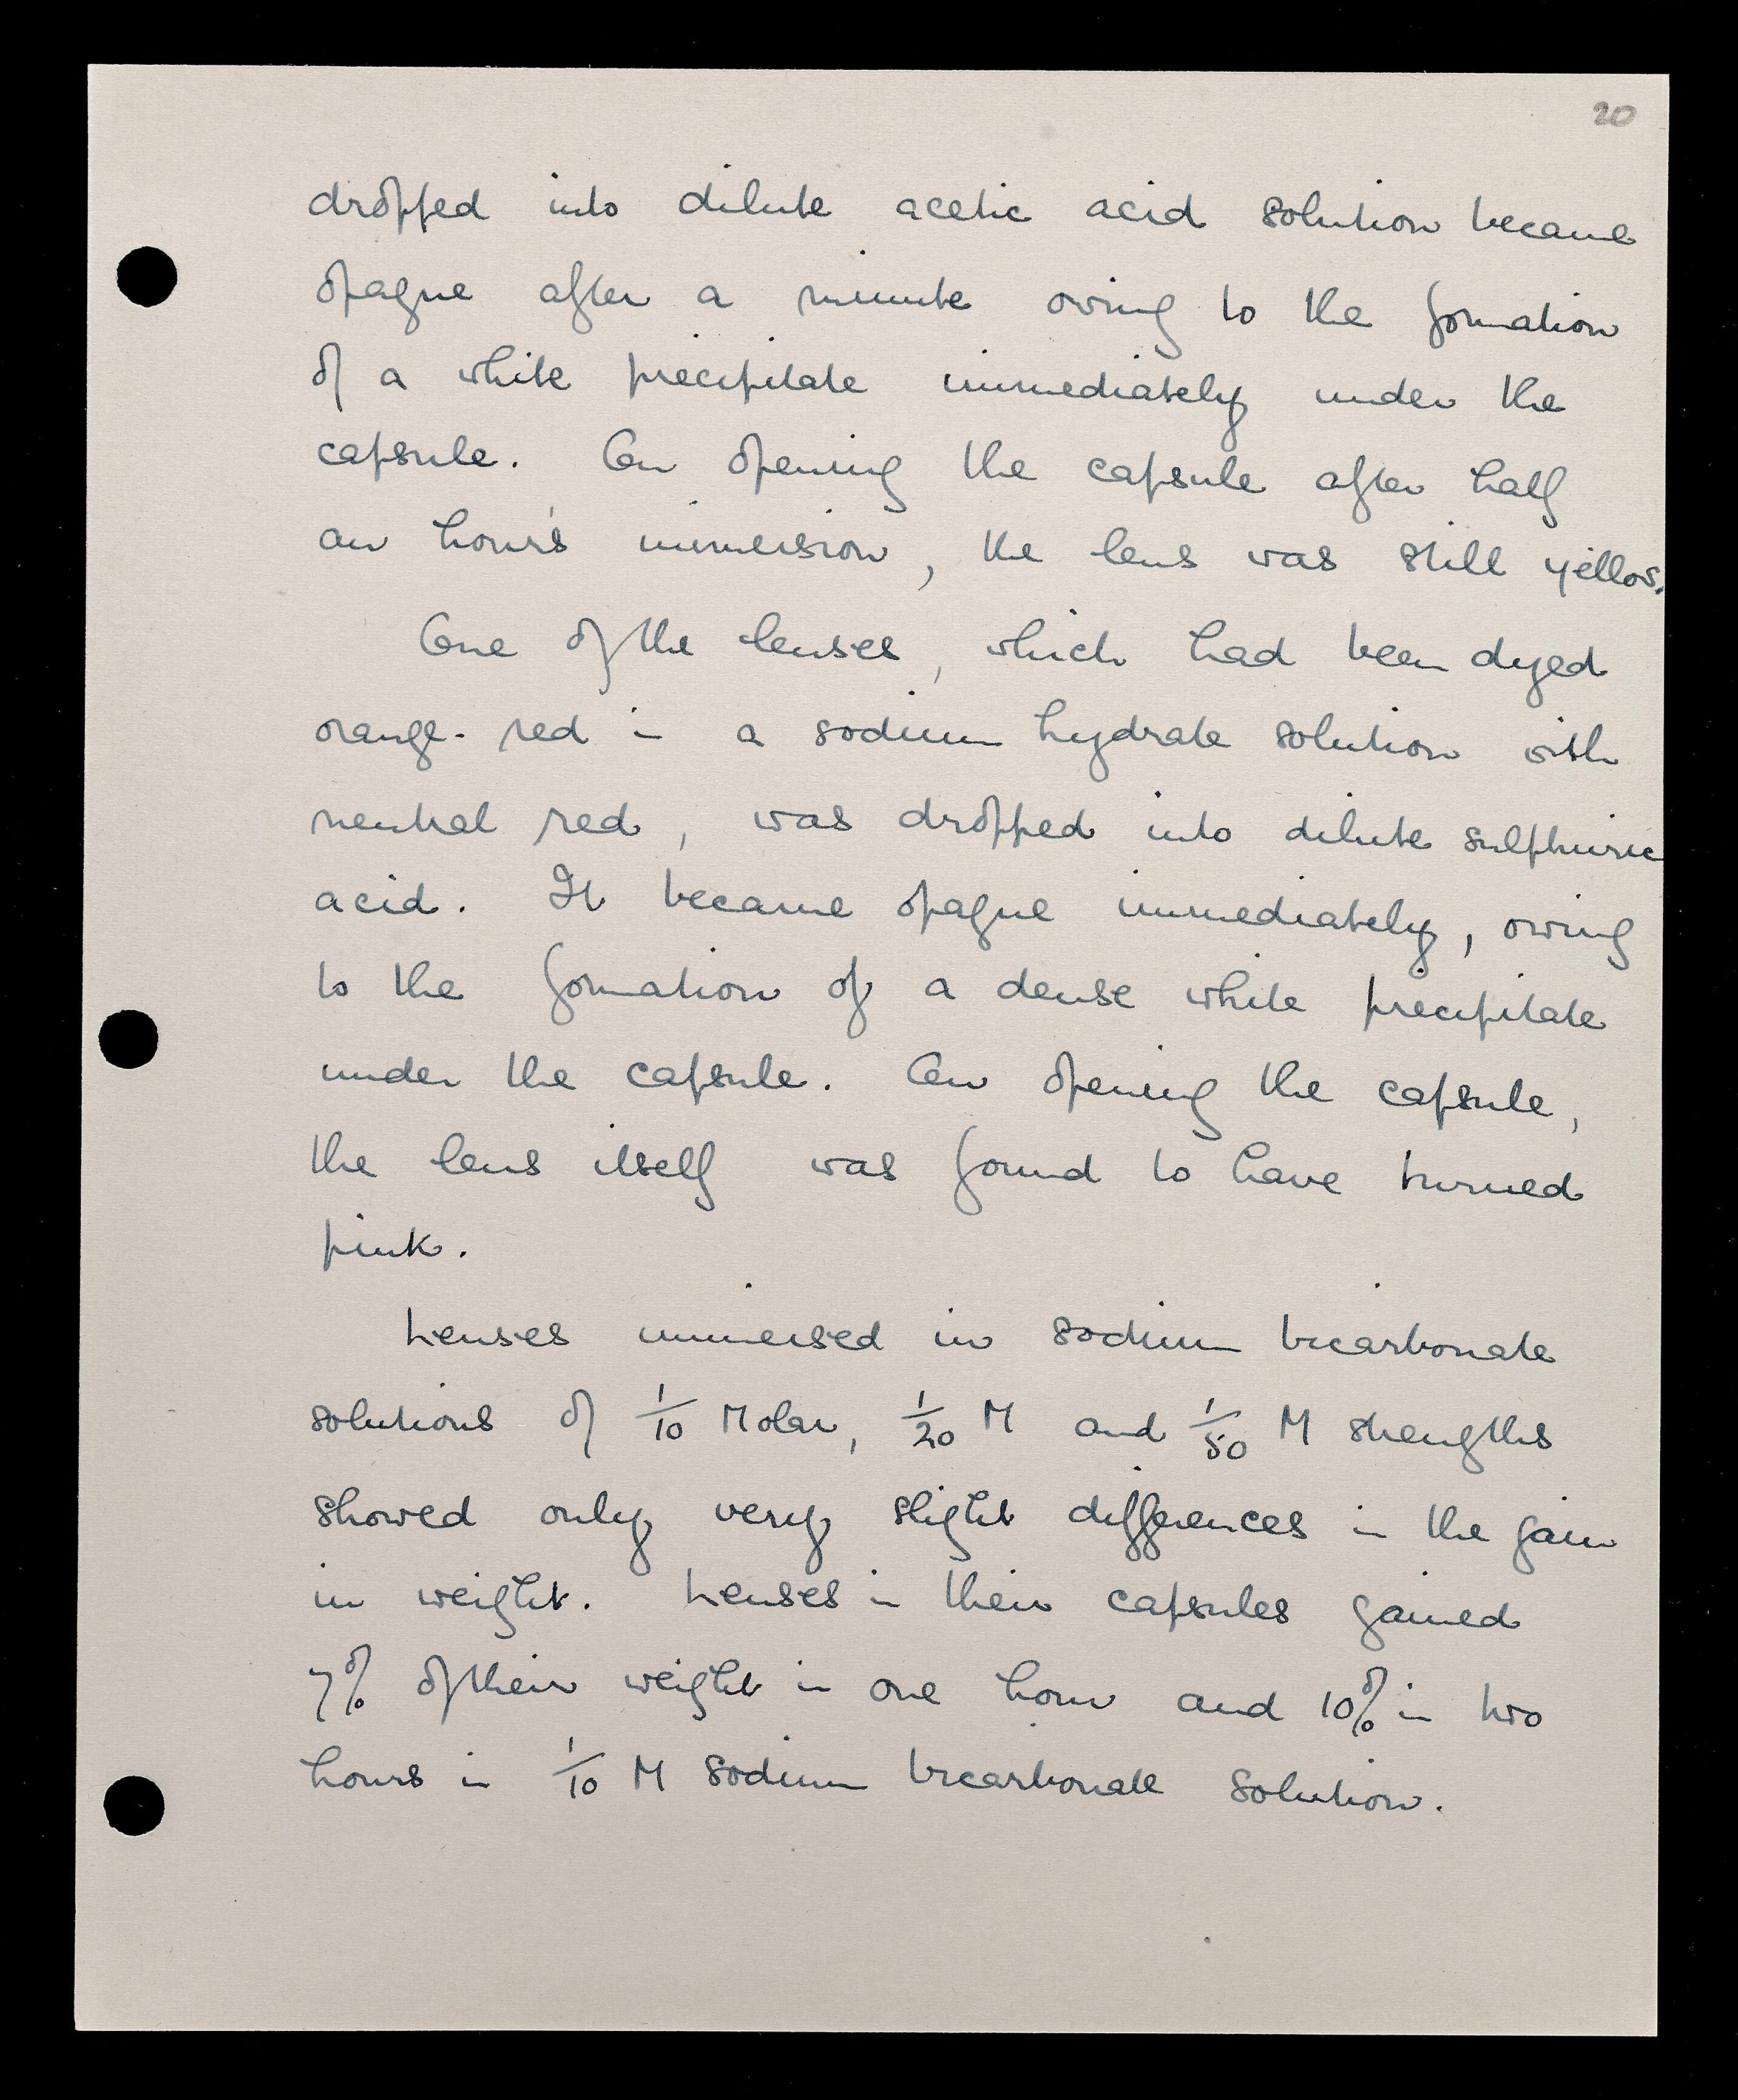 20
dropped into dilute acetic acid solution became
opaque after a minute owing to the formation
of a white precipitate immediately under the
capsule. On opening the capsule after half
an hour's immersion, the lens was still yellow.
One of the lenses, which had been dyed
orange-red in a sodium hydrate solution with
neutral red, was dropped into dilute sulphuric
acid. It became opaque immediately, owing
to the formation of a dense white precipitate
under the capsule. On opening the capsule,
the lens itself was found to have turned
pink.
Lenses immersed in sodium bicarbonate
solutions of 1/10 Molar, 1/20 M and 1/50 M strengths
showed only very slight differences in the gain
in weight. Lenses in their capsules gained
7% of their weight in one hour and 10% in two
hours in 1/10 M sodium bicarbonate solution.